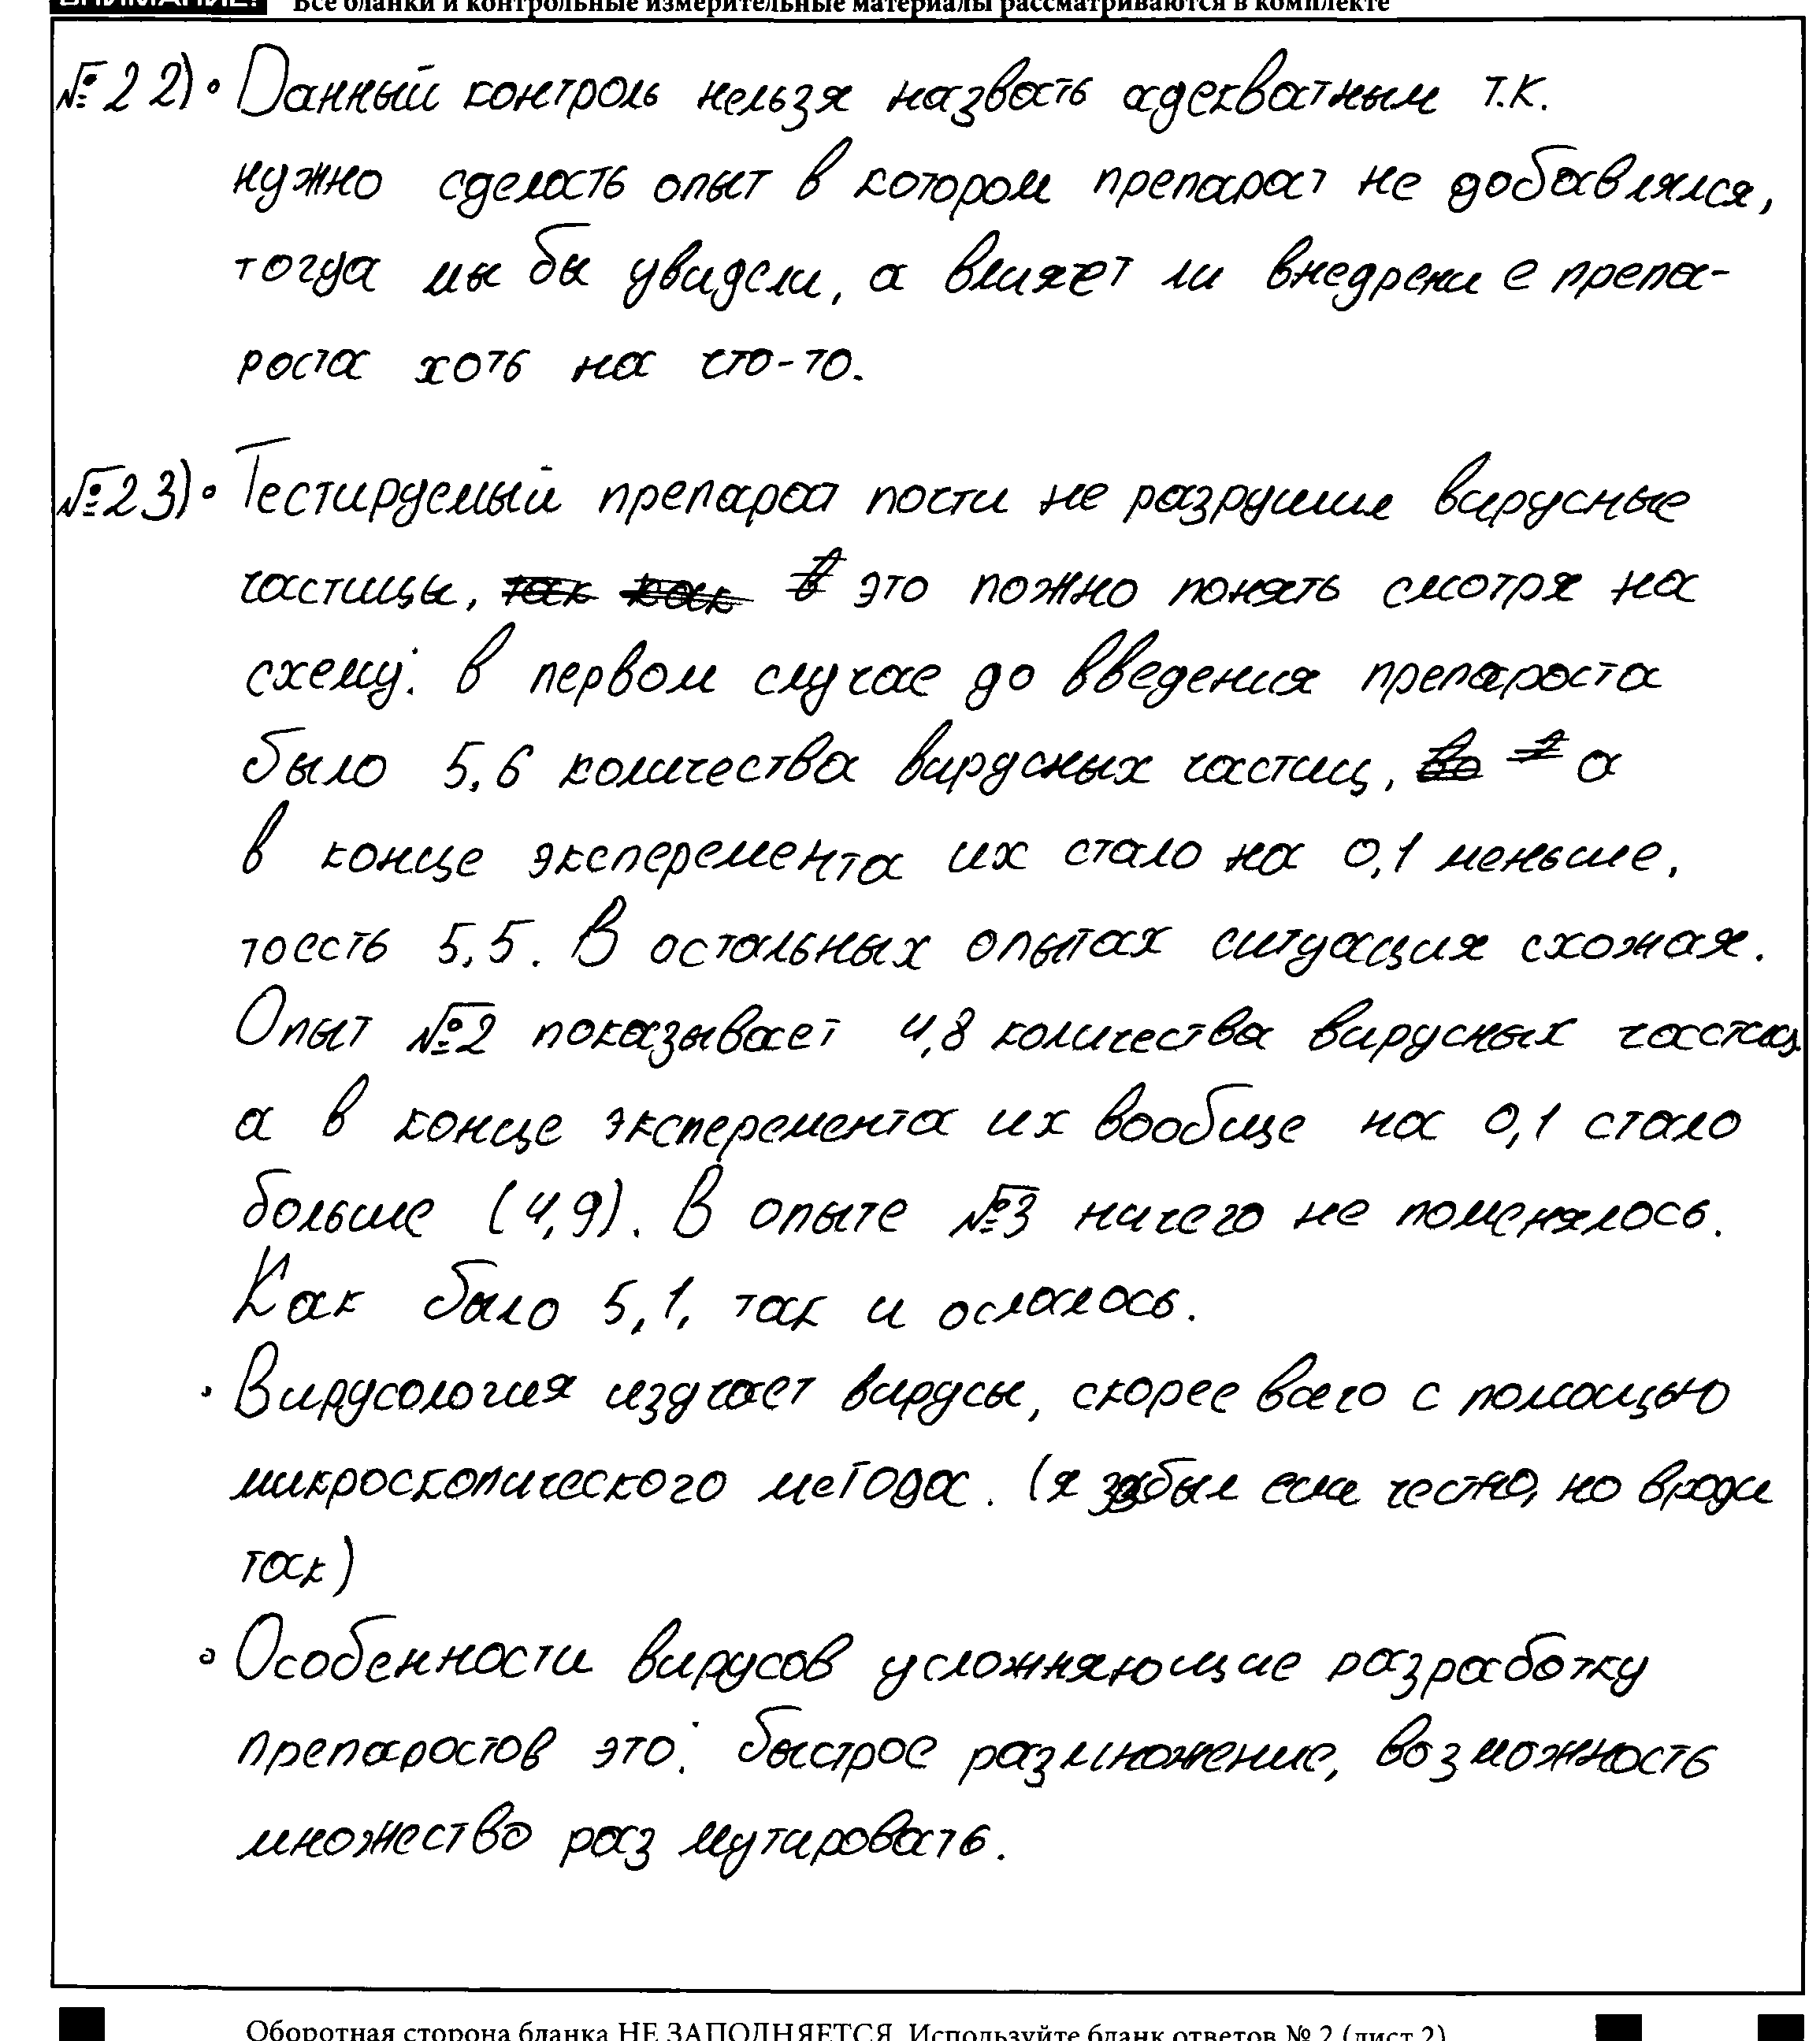 ВНИМАНИЕ! Все бланки и контрольные измерительные материалы рассматриваются в комплекте
№22) • Данный контроль нельзя назвать адекватным т.к.
нужно сделать опыт в котором препарат не добавлялся,
тогда мы бы увидели, а влияет ли внедрение препа-
рата хоть на что-то.
№23) • Тестируемый препарат почти не разрушил вирусные
частицы, так как в это пожно понять смотря на
схему: в первом случае до введения препарата
было 5,6 количества вирусных частиц, во а
в конце эксперемента их стало на 0,1 меньше,
тоесть 5,5. В остальных опытах ситуация схожая.
Опыт №2 показывает 4,8 количества вирусных частиц
а в конце эксперемента их вообще на 0,1 стало
больше (4,9). В опыте №3 ничего не поменялось.
Как было 5,1, так и осталось.
• Вирусология изучает вирусы, скорее всего с помощью
микроскопического метода. (я забыл если честно, но вроди
так)
• Особенности вирусов усложняющие разработку
препаратов это: быстрое размножение, возможность
множество раз мутировать.
Оборотная сторона бланка НЕ ЗАПОЛНЯЕТСЯ. Используйте бланк ответов № 2 (лист 2)